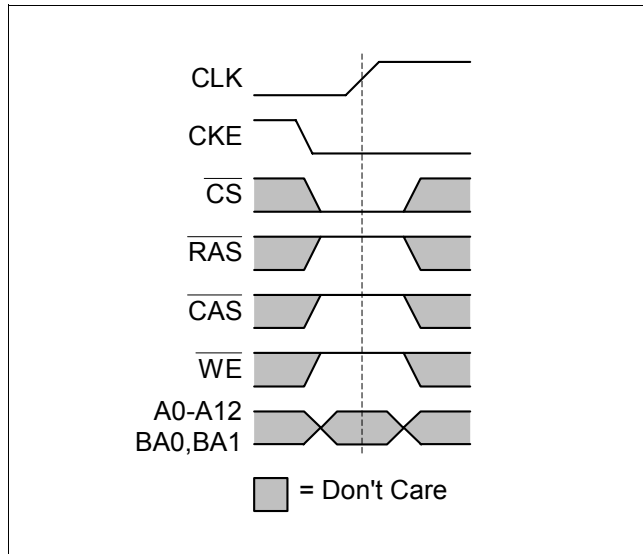 CLK
CKE
CS
RAS
CAS
WE
A0-A12
BA0,BA1
= Don't Care